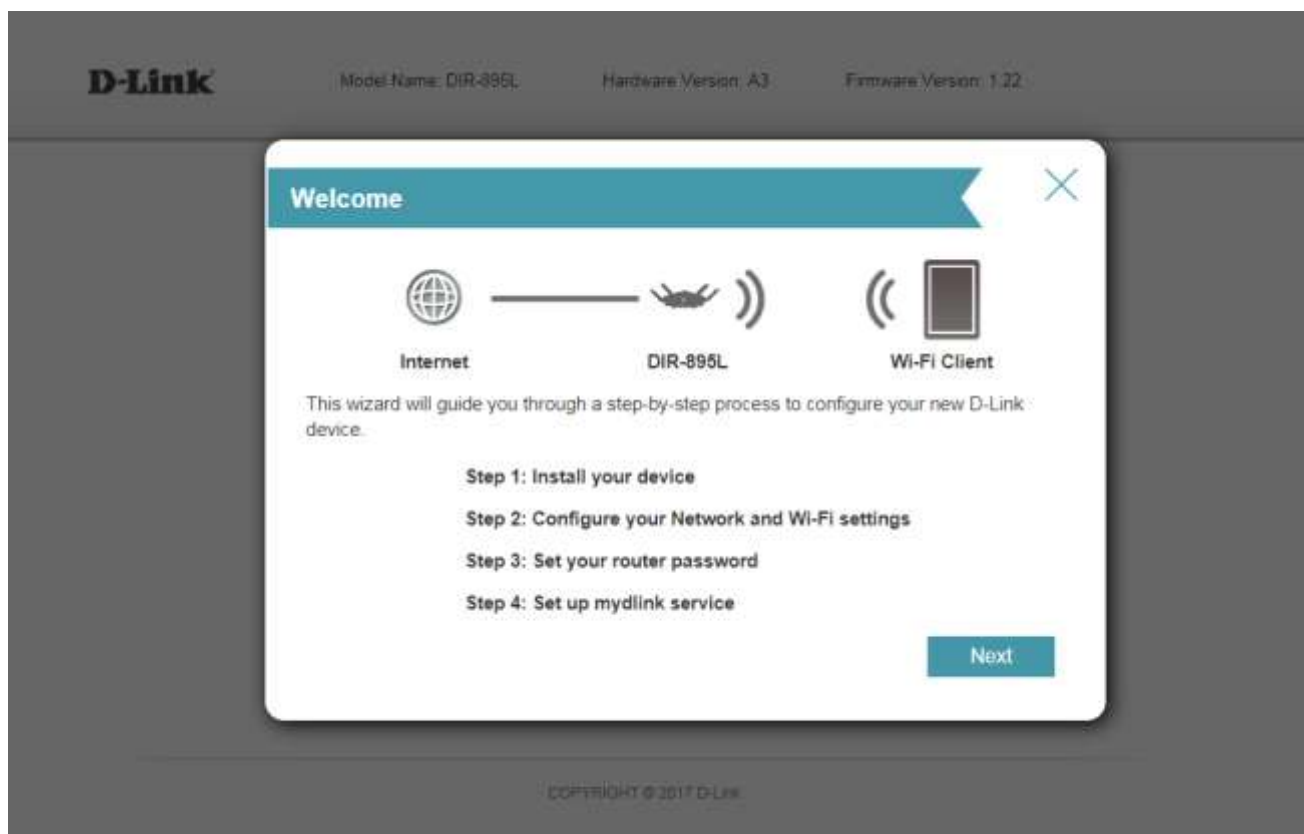 D-Link
Model Name: DIR-895L Hardware Version: A3 Firmware Version: 1.22
Welcome
Internet DIR-895L Wi-Fi Client
This wizard will guide you through a step-by-step process to configure your new D-Link
device.
Step 1: Install your device
Step 2: Configure your Network and Wi-Fi settings
Step 3: Set your router password
Step 4: Set up mydlink service
Next
COPYRIGHT © 2017 D-Link